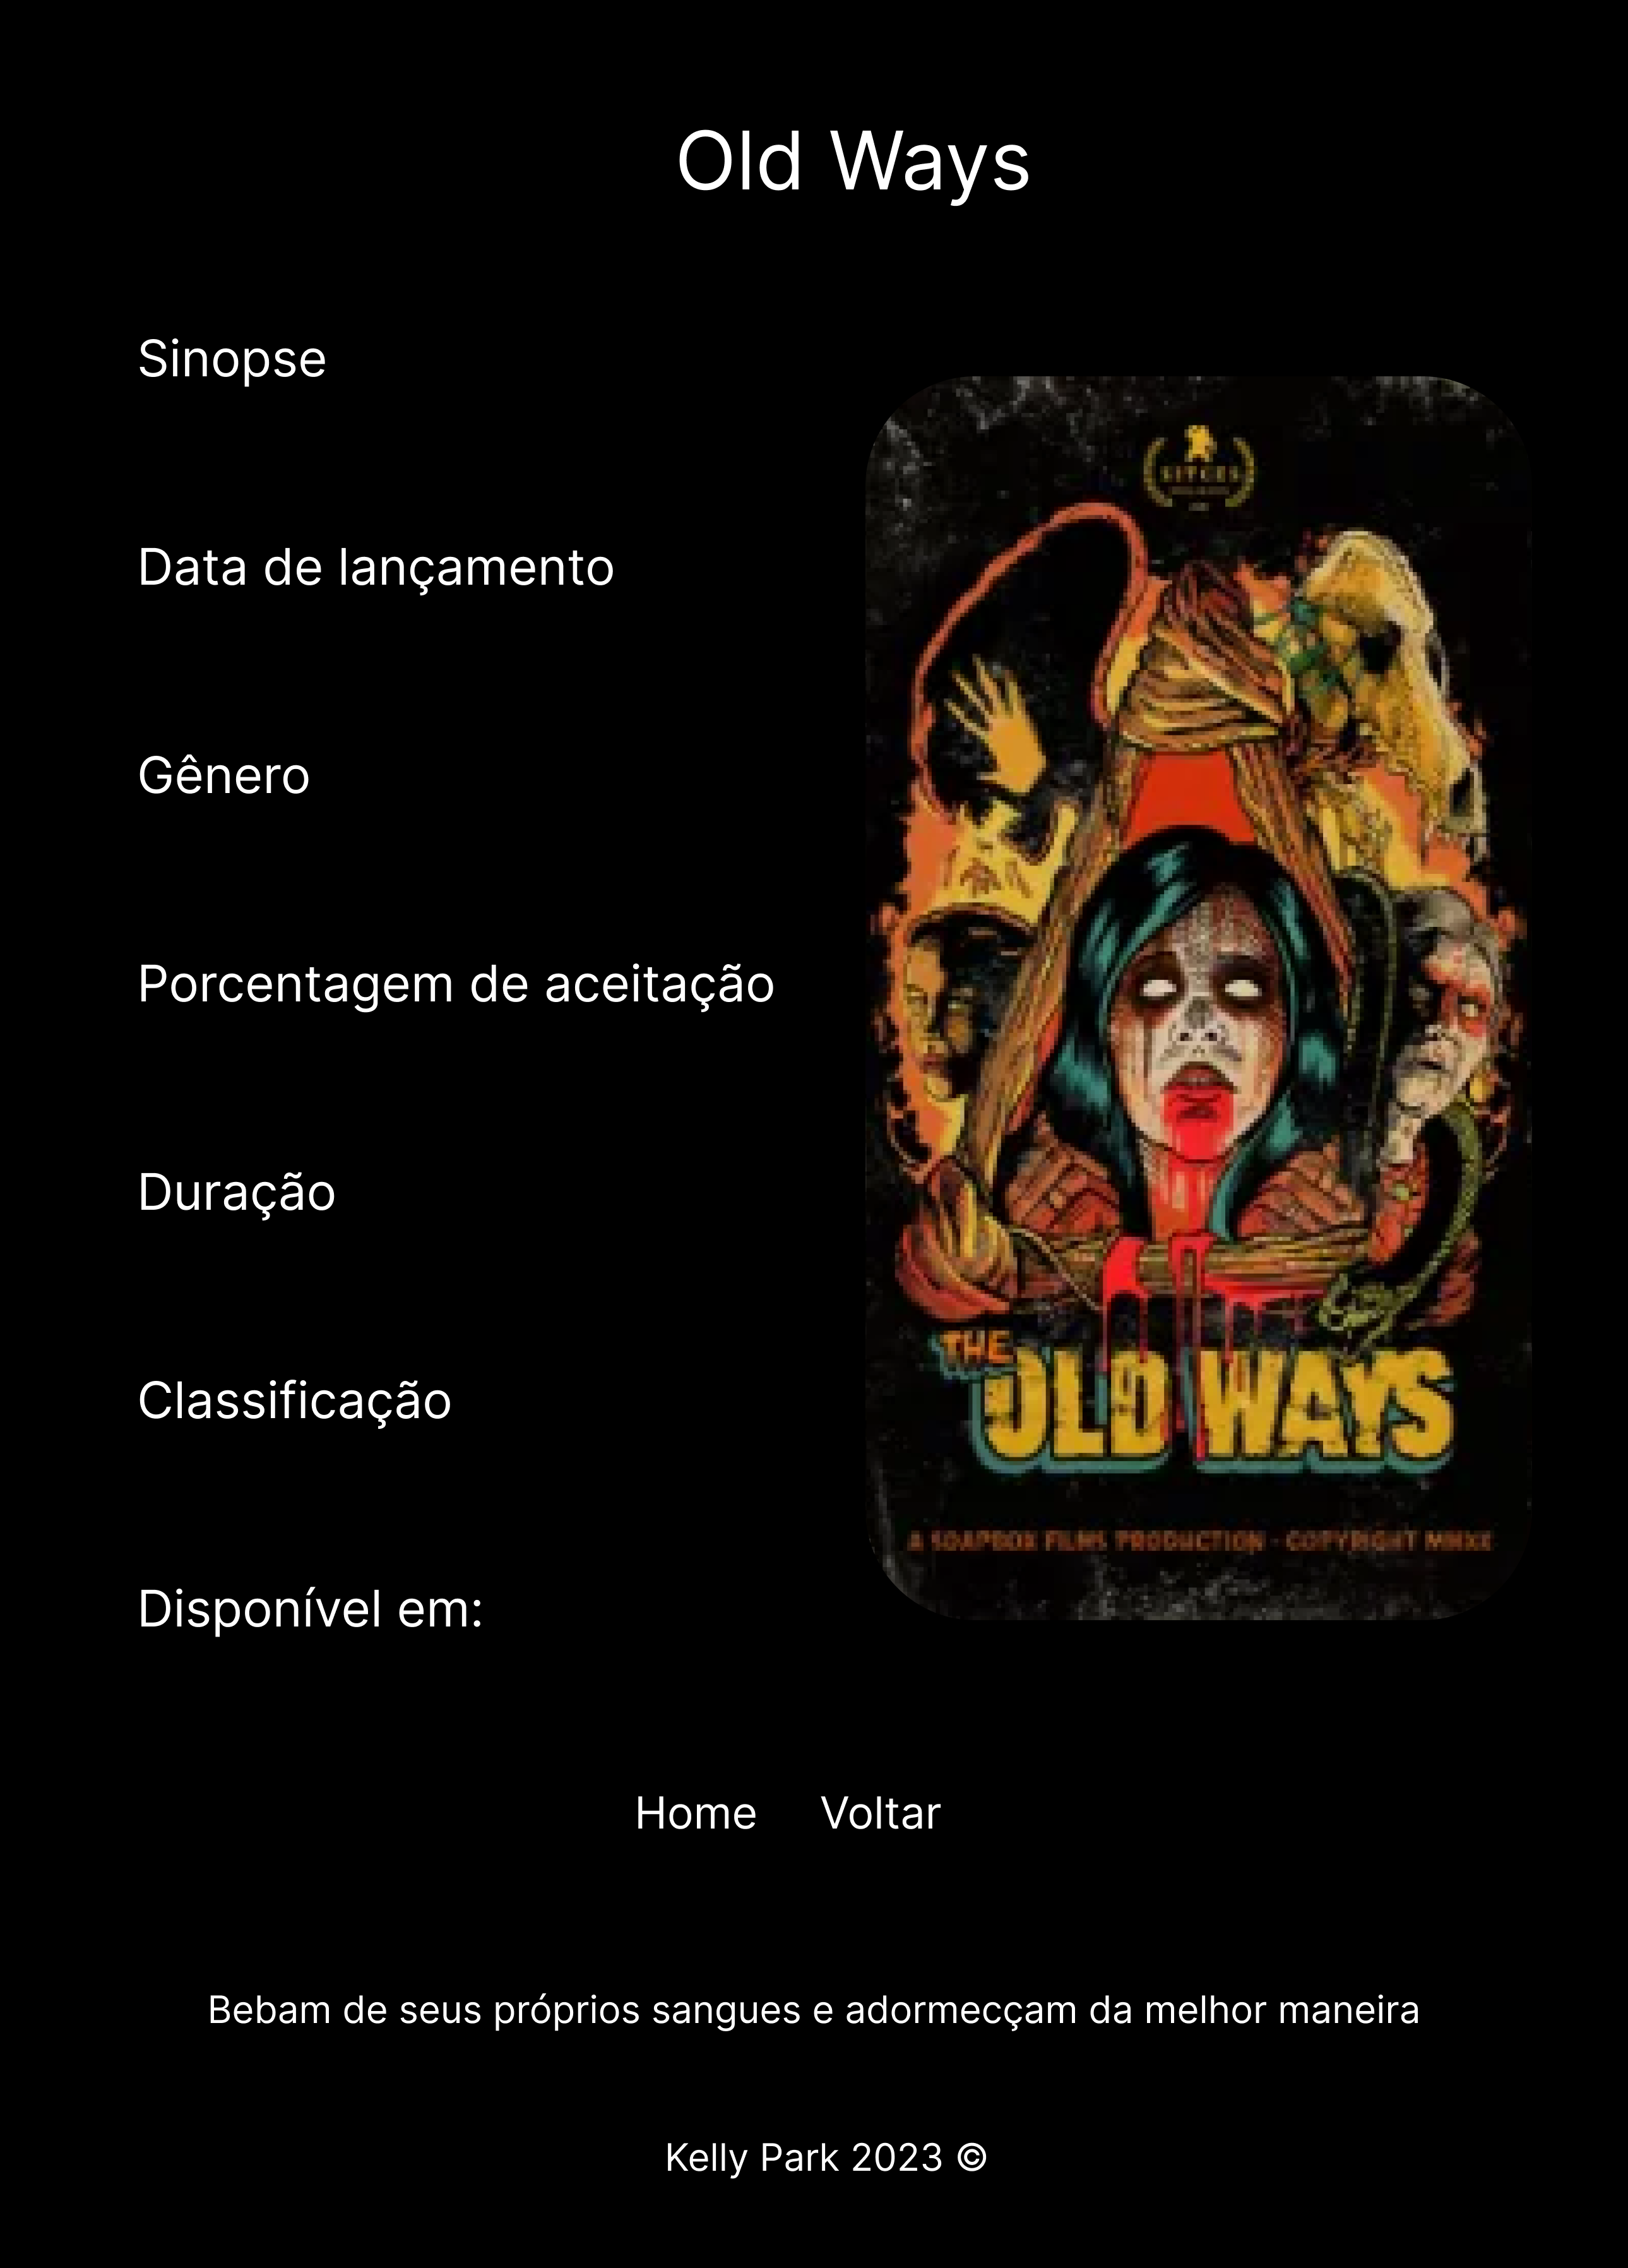 Old Ways
Sinopse
Data de lançamento
Gênero
Porcentagem de aceitação
Duração
Classificação
Disponível em:
SITGES
THE
OLD WAYS
A SOAPBOX FILMS PRODUCTION - COPYRIGHT MMXX
Home Voltar
Bebam de seus próprios sangues e adormecçam da melhor maneira
Kelly Park 2023 ©